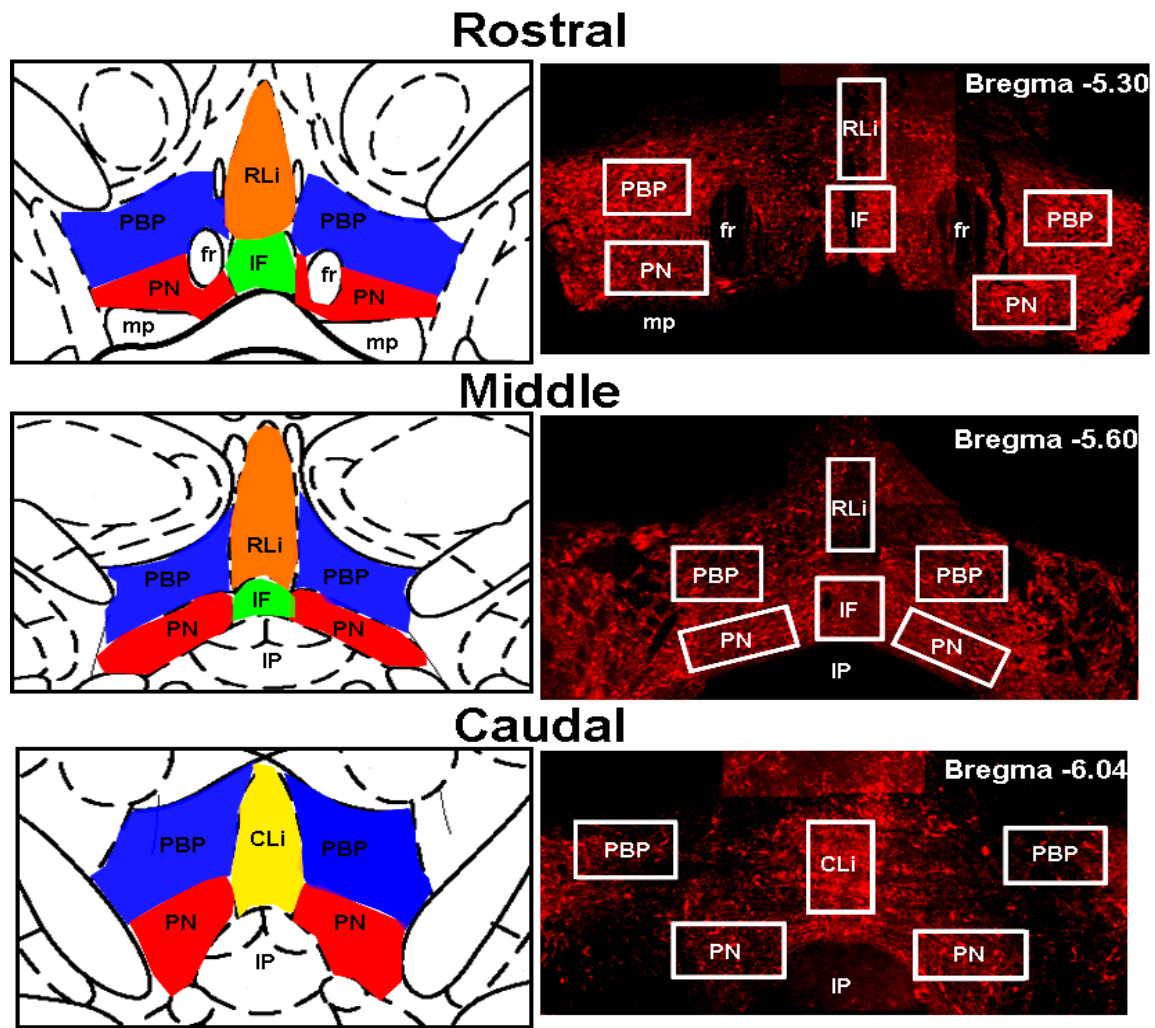 Rostral
RLi
PBP
PBP
fr
IF
fr
PN
PN
mp
mp
Bregma -5.30
RLi
PBP
IF
PBP
fr
fr
PN
PN
mp
Middle
RLi
PBP
PBP
IF
PN
PN
IP
Bregma -5.60
RLi
PBP
PBP
IF
PN
PN
IP
Caudal
PBP
CLi
PBP
PN
PN
IP
Bregma -6.04
PBP
CLi
PBP
PN
PN
IP